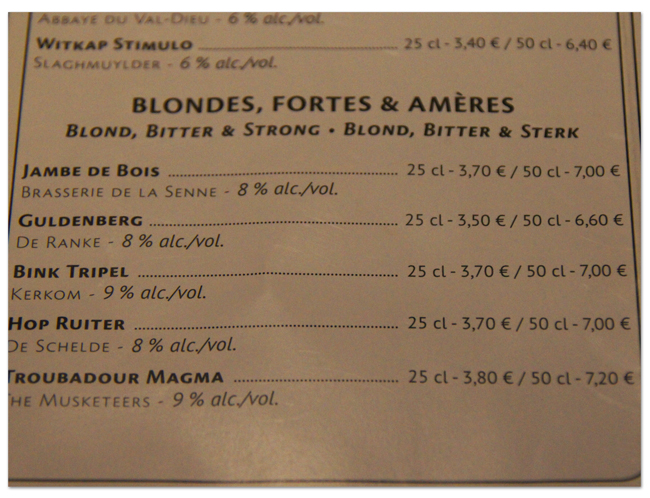 Abbaye du Val-Dieu - 6 % alc./vol.
Witkap Stimulo 25 cl - 3,40 € / 50 cl - 6,40 €
Slaghmuylder - 6 % alc./vol.
BLONDES, FORTES & AMÈRES
Blond, Bitter & Strong • Blond, Bitter & Sterk
Jambe de Bois 25 cl - 3,70 € / 50 cl - 7,00 €
Brasserie de la Senne - 8 % alc./vol.
Guldenberg 25 cl - 3,50 € / 50 cl - 6,60 €
De Ranke - 8 % alc./vol.
Bink Tripel 25 cl - 3,70 € / 50 cl - 7,00 €
Kerkom - 9 % alc./vol.
Hop Ruiter 25 cl - 3,70 € / 50 cl - 7,00 €
De Schelde - 8 % alc./vol.
Troubadour Magma 25 cl - 3,80 € / 50 cl - 7,20 €
The Musketeers - 9 % alc./vol.